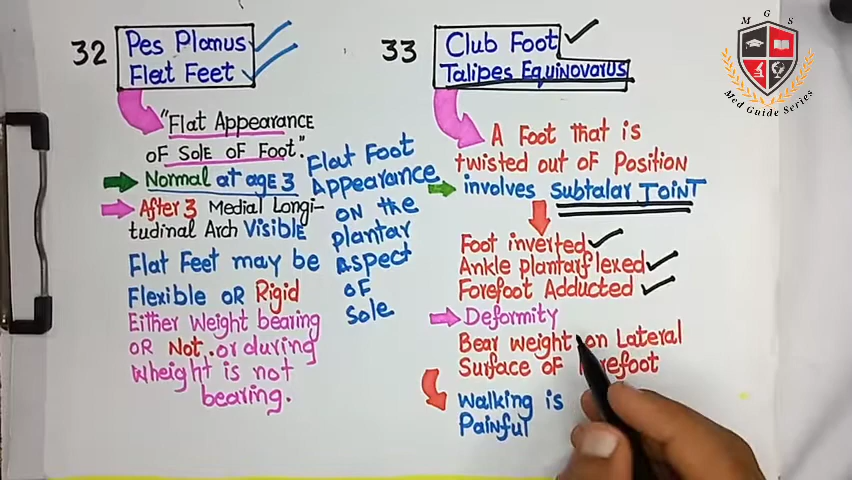 32
Pes Planus
Flat Feet
"Flat Appearance
of Sole of Foot."
Normal at age 3
After 3 Medial Longi-
tudinal Arch Visible
Flat Feet may be
Flexible OR Rigid
Either Weight bearing
OR Not. or during
Wheight is not
bearing.
Flat Foot
Appearance
on the
plantar
Aspect
of
Sole
33
Club Foot
Talipes Equinovarus
A Foot that is
twisted out of Position
involves Subtalar Joint
Foot inverted
Ankle plantarflexed
Forefoot Adducted
Deformity
Bear weight on Lateral
Surface of Forefoot
Walking is
Painful
M G S
Med Guide Series